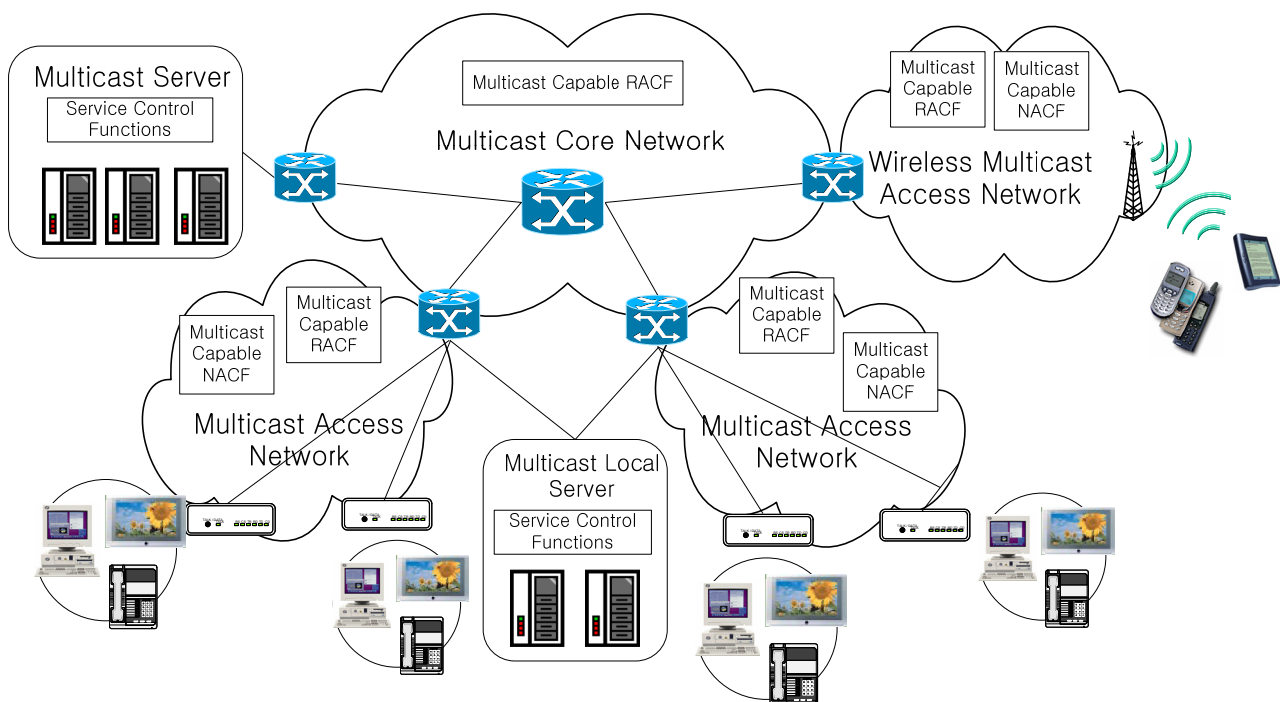 Multicast Server
Service Control
Functions
Multicast Capable RACF
Multicast Core Network
Multicast
Capable
RACF
Multicast
Capable
NACF
Wireless Multicast
Access Network
Multicast
Capable
NACF
Multicast
Capable
RACF
Multicast Access
Network
Multicast
Capable
RACF
Multicast
Capable
NACF
Multicast Access
Network
Multicast Local
Server
Service Control
Functions